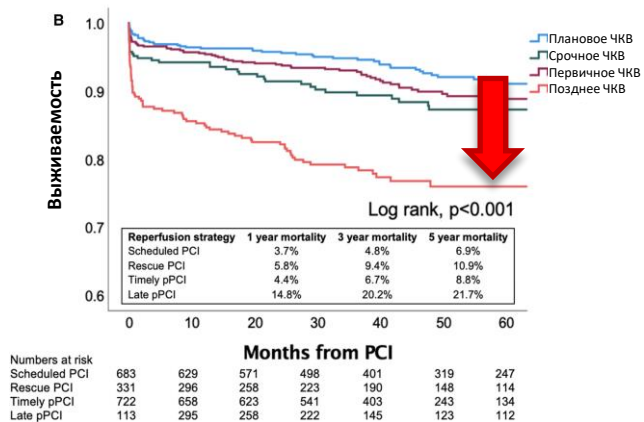 B
1.0
0.9
0.8
0.7
0.6
Выживаемость
Плановое ЧКВ
Срочное ЧКВ
Первичное ЧКВ
Позднее ЧКВ
Log rank, p<0.001
Reperfusion strategy 1 year mortality 3 year mortality 5 year mortality
Scheduled PCI 3.7% 4.8% 6.9%
Rescue PCI 5.8% 9.4% 10.9%
Timely pPCI 4.4% 6.7% 8.8%
Late pPCI 14.8% 20.2% 21.7%
0 10 20 30 40 50 60
Months from PCI
Numbers at risk
Scheduled PCI 683 629 571 498 401 319 247
Rescue PCI 331 296 258 223 190 148 114
Timely pPCI 722 658 623 541 403 243 134
Late pPCI 113 295 258 222 145 123 112